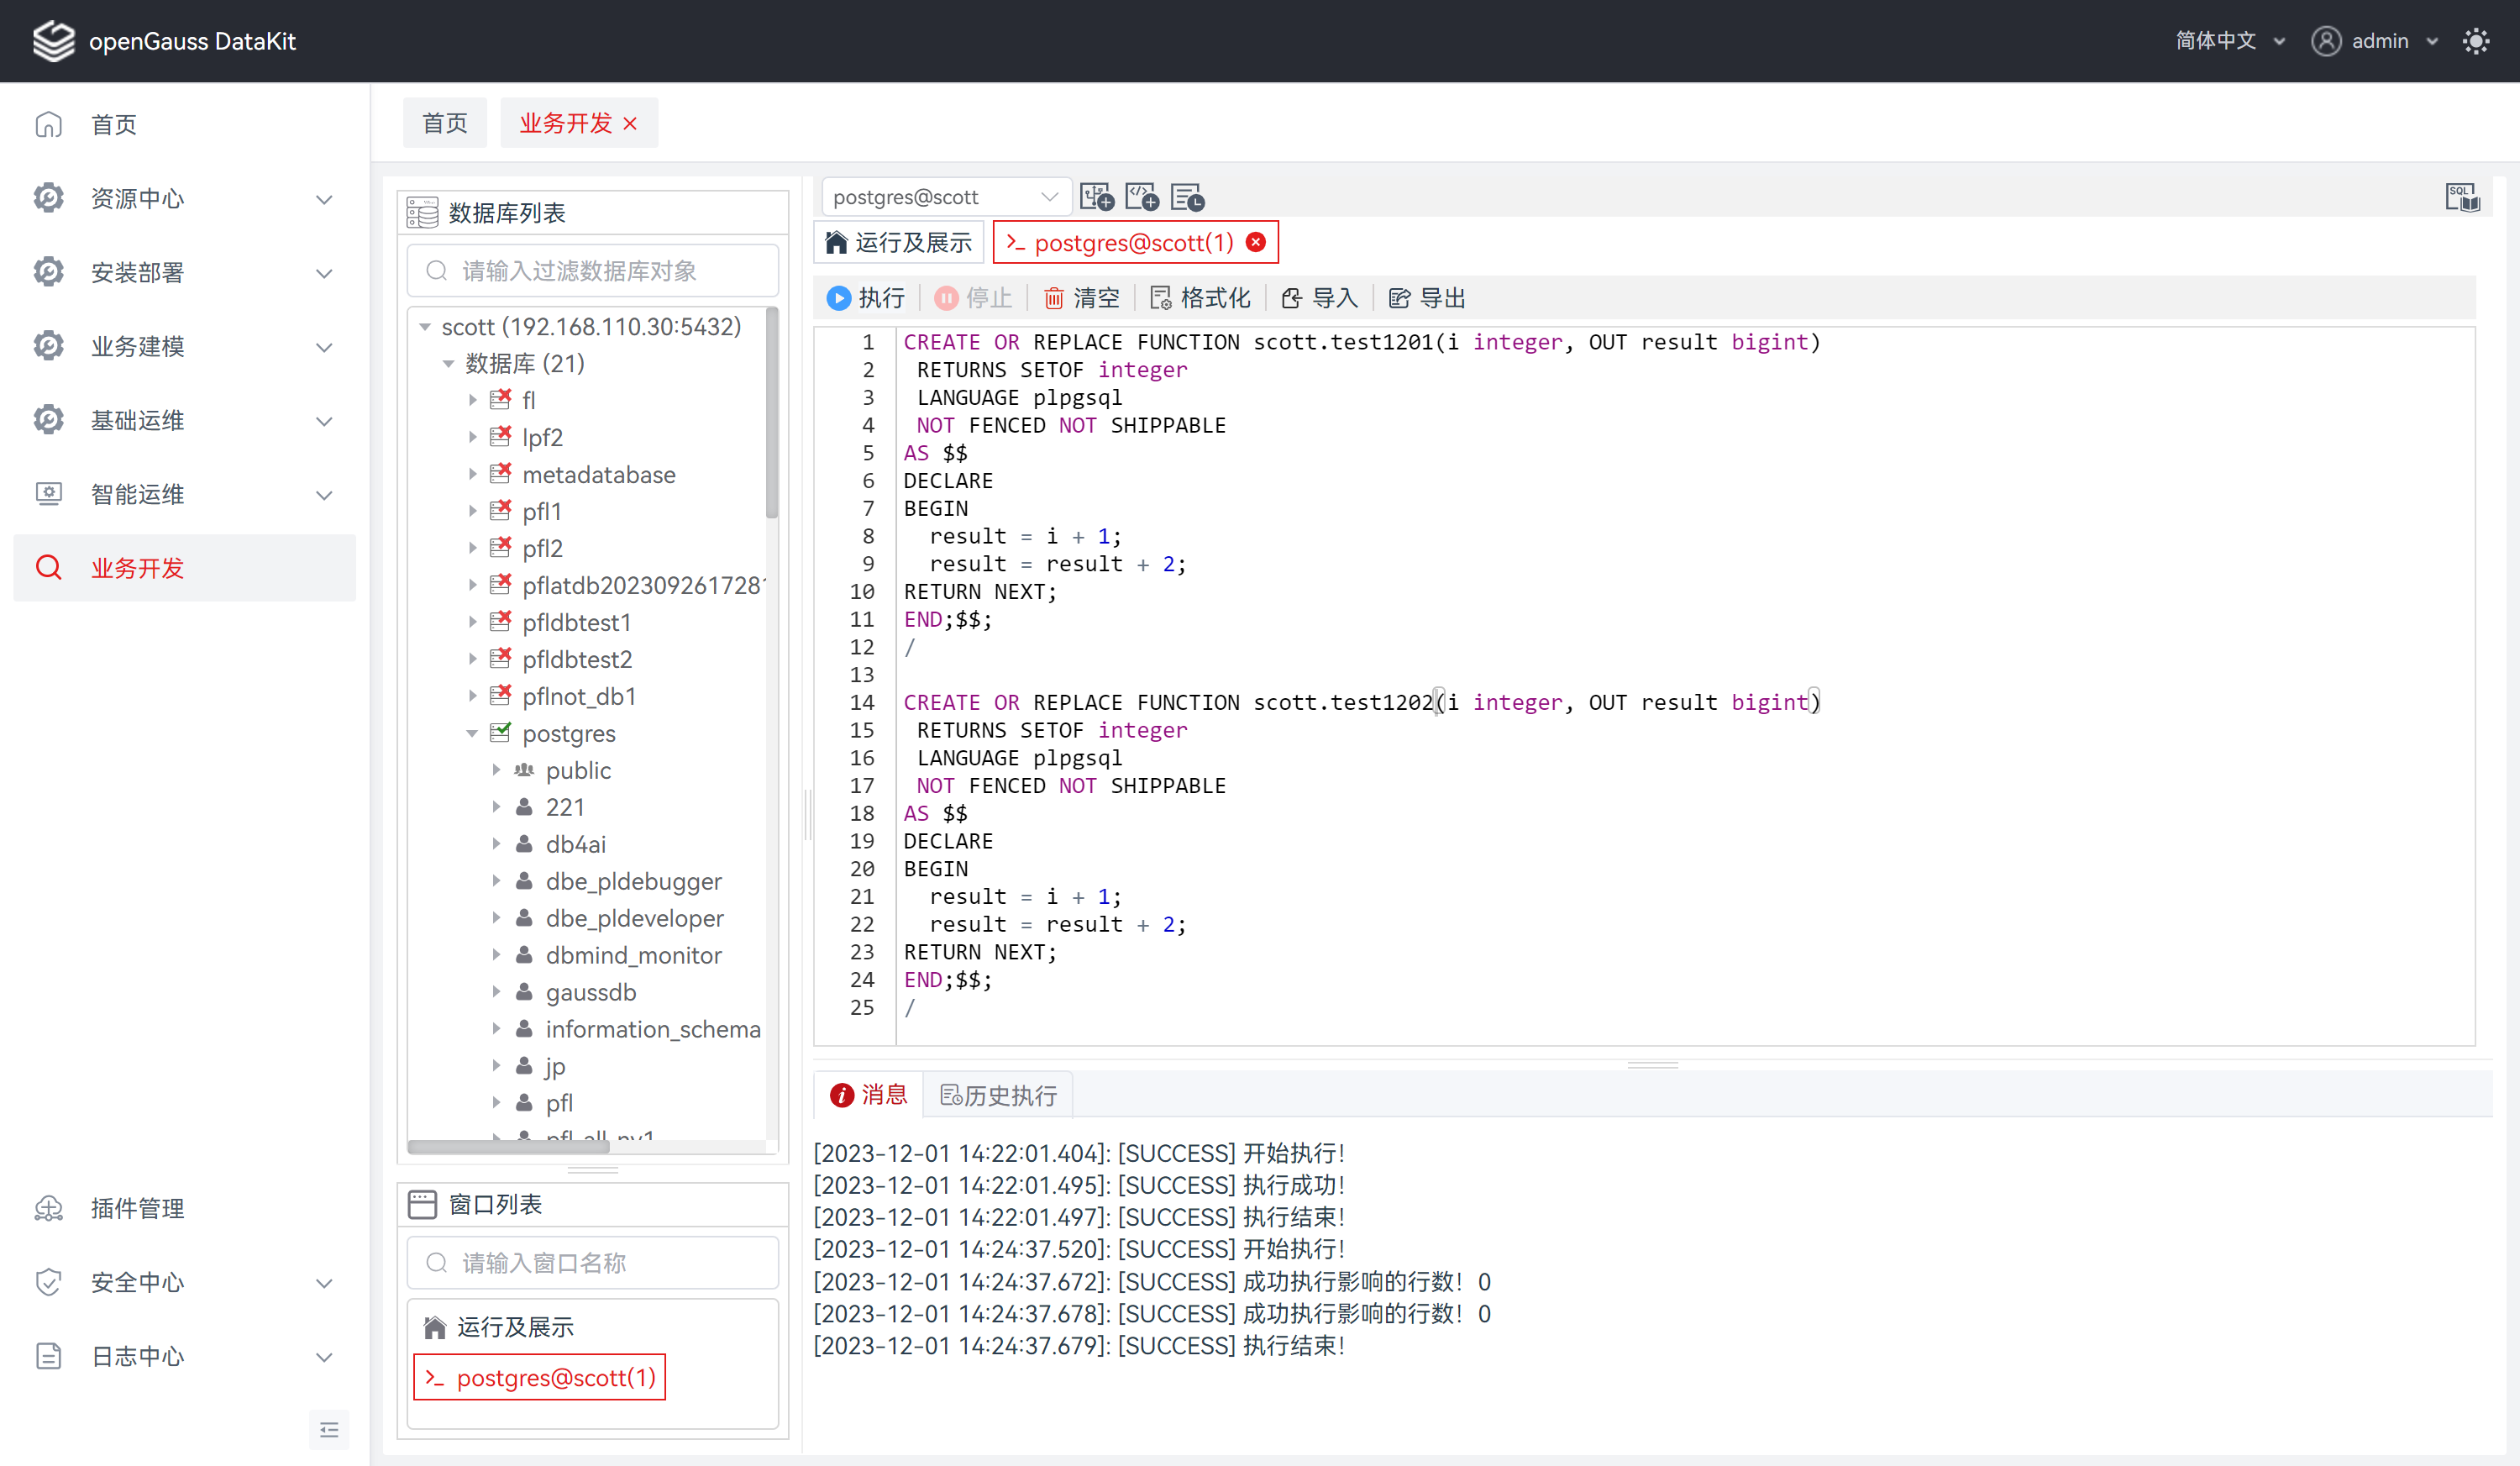 openGauss DataKit
简体中文
admin
首页
资源中心
安装部署
业务建模
基础运维
智能运维
业务开发
插件管理
安全中心
日志中心
首页
业务开发
数据库列表
请输入过滤数据库对象
scott (192.168.110.30:5432)
数据库 (21)
fl
lpf2
metadatabase
pfl1
pfl2
pflatdb2023092617281
pfldbtest1
pfldbtest2
pflnot_db1
postgres
public
221
db4ai
dbe_pldebugger
dbe_pldeveloper
dbmind_monitor
gaussdb
information_schema
jp
pfl
窗口列表
请输入窗口名称
运行及展示
postgres@scott(1)
postgres@scott
SQL
运行及展示
postgres@scott(1)
执行 停止 清空 格式化 导入 导出
1 CREATE OR REPLACE FUNCTION scott.test1201(i integer, OUT result bigint)
2 RETURNS SETOF integer
3 LANGUAGE plpgsql
4 NOT FENCED NOT SHIPPABLE
5 AS $$
6 DECLARE
7 BEGIN
8 result = i + 1;
9 result = result + 2;
10 RETURN NEXT;
11 END;$$;
12 /
13
14 CREATE OR REPLACE FUNCTION scott.test1202(i integer, OUT result bigint)
15 RETURNS SETOF integer
16 LANGUAGE plpgsql
17 NOT FENCED NOT SHIPPABLE
18 AS $$
19 DECLARE
20 BEGIN
21 result = i + 1;
22 result = result + 2;
23 RETURN NEXT;
24 END;$$;
25 /
消息
历史执行
[2023-12-01 14:22:01.404]: [SUCCESS] 开始执行！
[2023-12-01 14:22:01.495]: [SUCCESS] 执行成功！
[2023-12-01 14:22:01.497]: [SUCCESS] 执行结束！
[2023-12-01 14:24:37.520]: [SUCCESS] 开始执行！
[2023-12-01 14:24:37.672]: [SUCCESS] 成功执行影响的行数！0
[2023-12-01 14:24:37.678]: [SUCCESS] 成功执行影响的行数！0
[2023-12-01 14:24:37.679]: [SUCCESS] 执行结束！